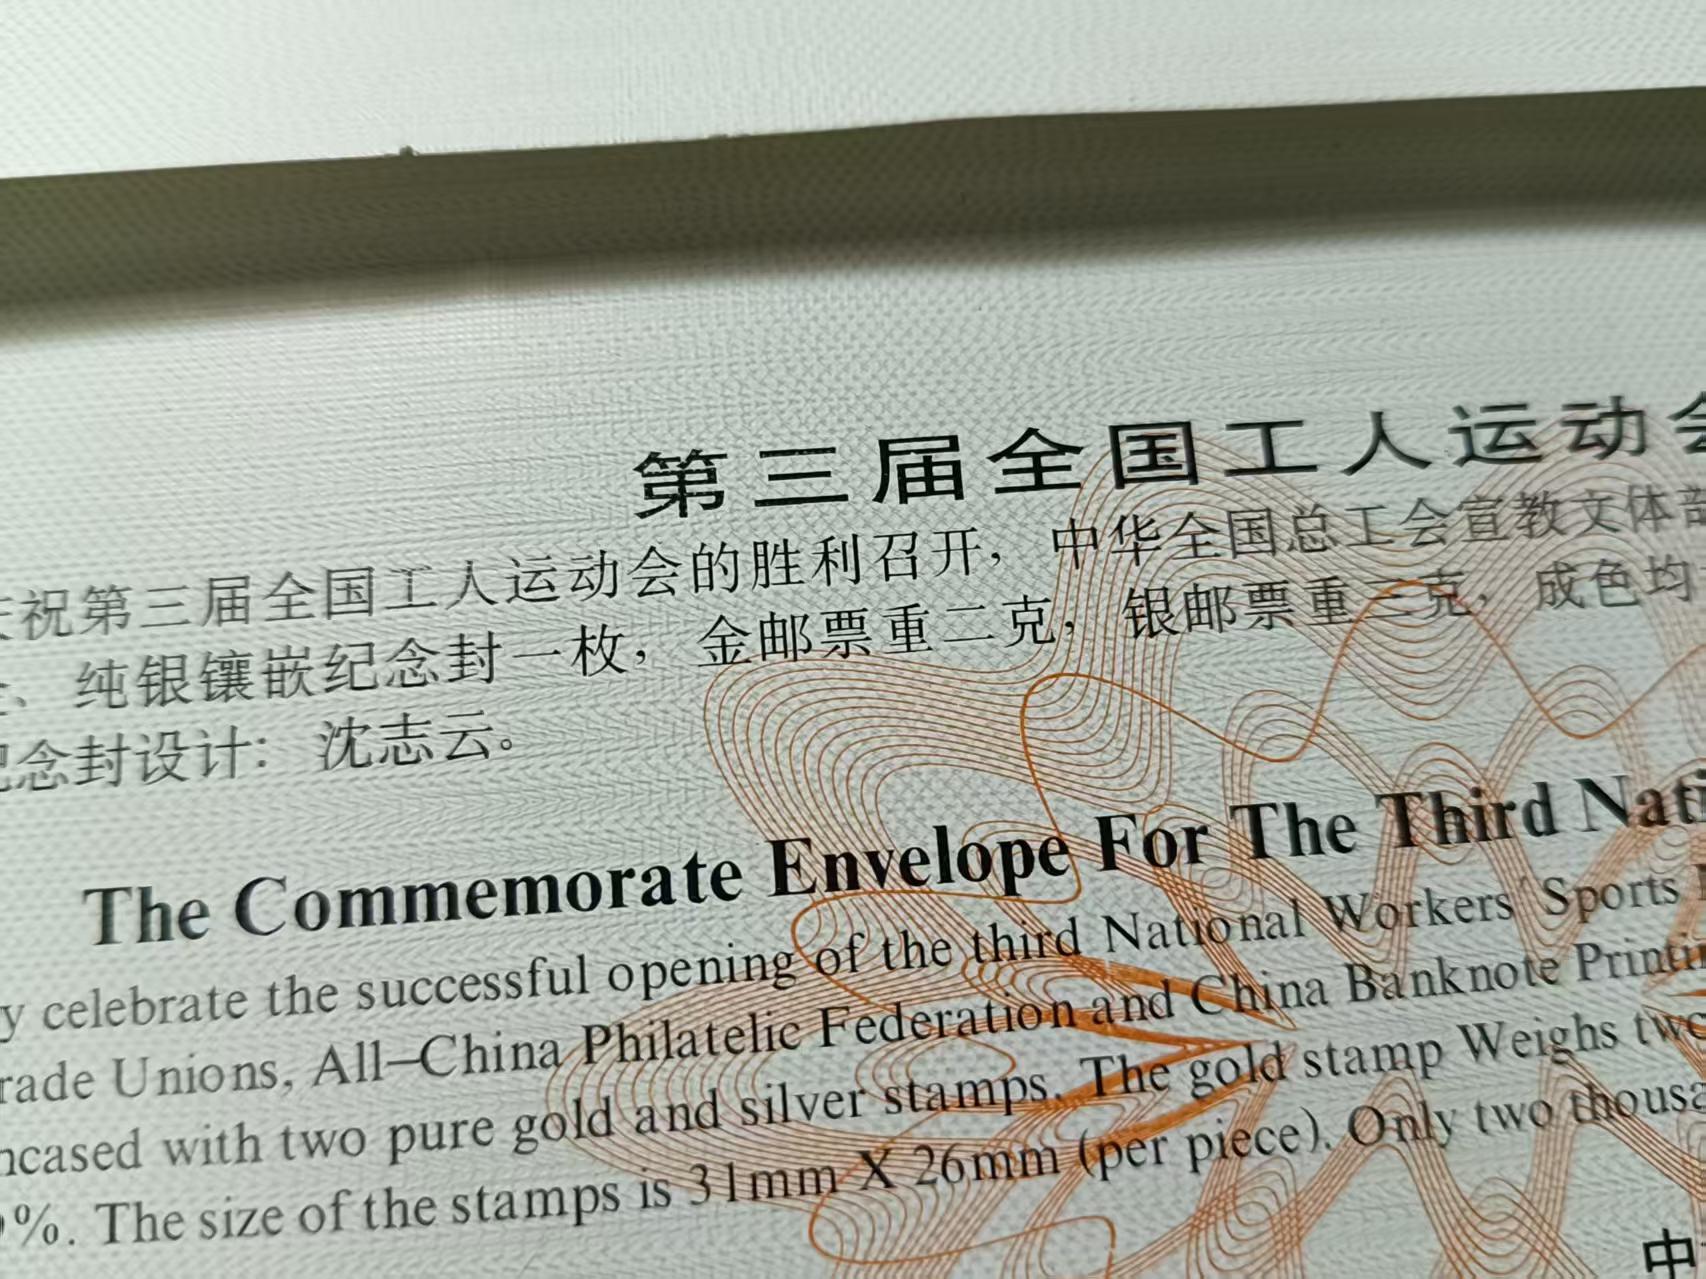 第三届全国工人运动会
庆祝第三届全国工人运动会的胜利召开，中华全国总工会宣教文体部
、纯银镶嵌纪念封一枚，金邮票重二克，银邮票重二克，成色均
纪念封设计：沈志云。
The Commemorate Envelope For The Third Nati
y celebrate the successful opening of the third National Workers' Sports
rade Unions, All-China Philatelic Federation and China Banknote Printin
ncased with two pure gold and silver stamps. The gold stamp Weighs two
%. The size of the stamps is 31mm X 26mm (per piece). Only two thousa
中